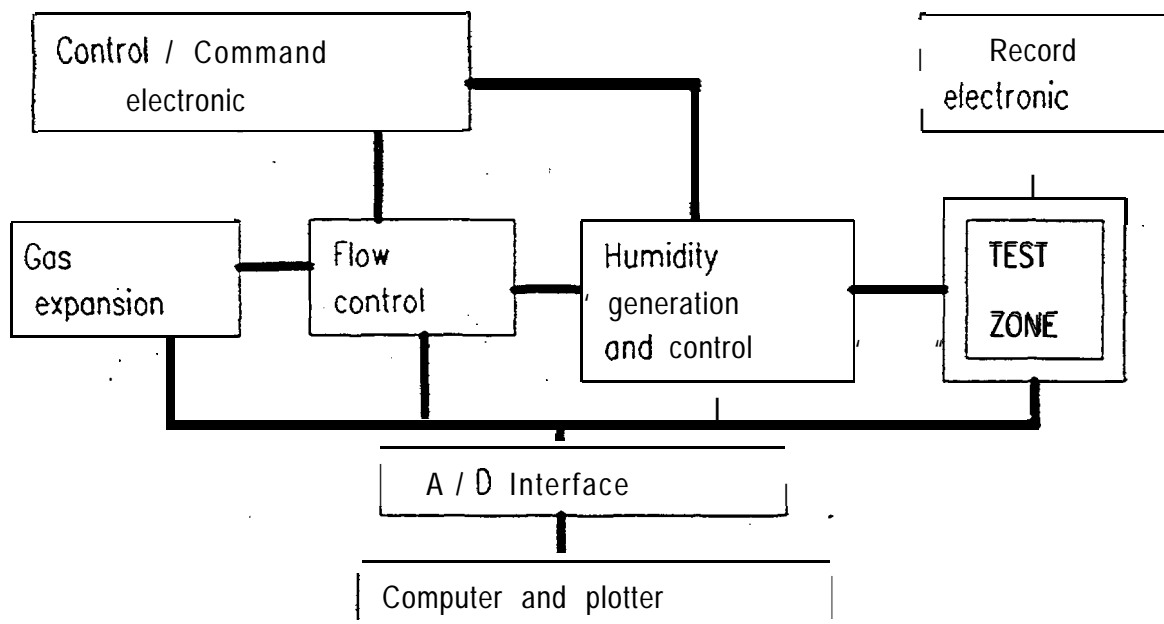 Control / Command
electronic
Record
electronic
Gas
expansion
Flow
control
Humidity
generation
and control
TEST
ZONE
A / D Interface
Computer and plotter